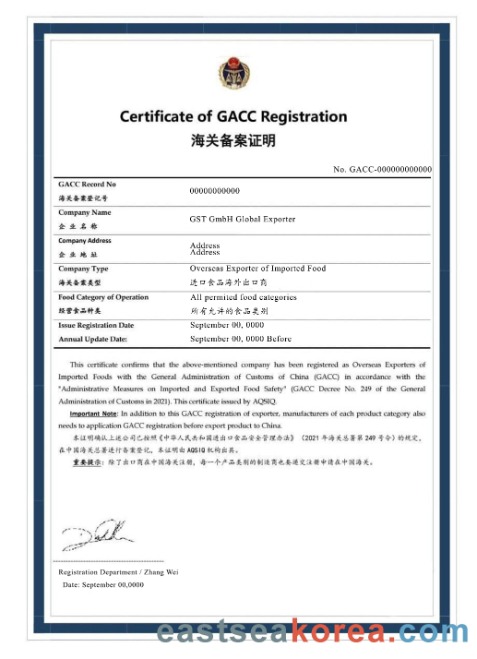 Certificate of GACC Registration
海关备案证明
No. GACC-000000000000
GACC Record No
00000000000
海关备案登记号
Company Name
GST GmbH Global Exporter
企 业 名 称
Company Address
Address
企 业 地 址
Address
Company Type
Overseas Exporter of Imported Food
海关备案类型
进口食品海外出口商
Food Category of Operation
All permited food categories
经营食品种类
所有允许的食品类别
Issue Registration Date
September 00, 0000
Annual Update Date:
September 00, 0000 Before
This certificate confirms that the above-mentioned company has been registered as Overseas Exporters of
Imported Foods with the General Administration of Customs of China (GACC) in accordance with the
"Administrative Measures on Imported and Exported Food Safety" (GACC Decree No. 249 of the General
Administration of Customs in 2021). This certificate issued by AQSIQ.
Important Note: In addition to this GACC registration of exporter, manufacturers of each product category also
needs to application GACC registration before export product to China.
本证明确认上述公司已按照《中华人民共和国进出口食品安全管理办法》(2021 年海关总署第 249 号令)的规定,
在中国海关总署进行备案登记。本证明由 AQSIQ 机构出具。
重要提示:除了出口商在中国海关注册,每一个产品类别的制造商也要递交注册申请在中国海关。
Registration Department / Zhang Wei
Date: September 00,0000
eastseakorea.com